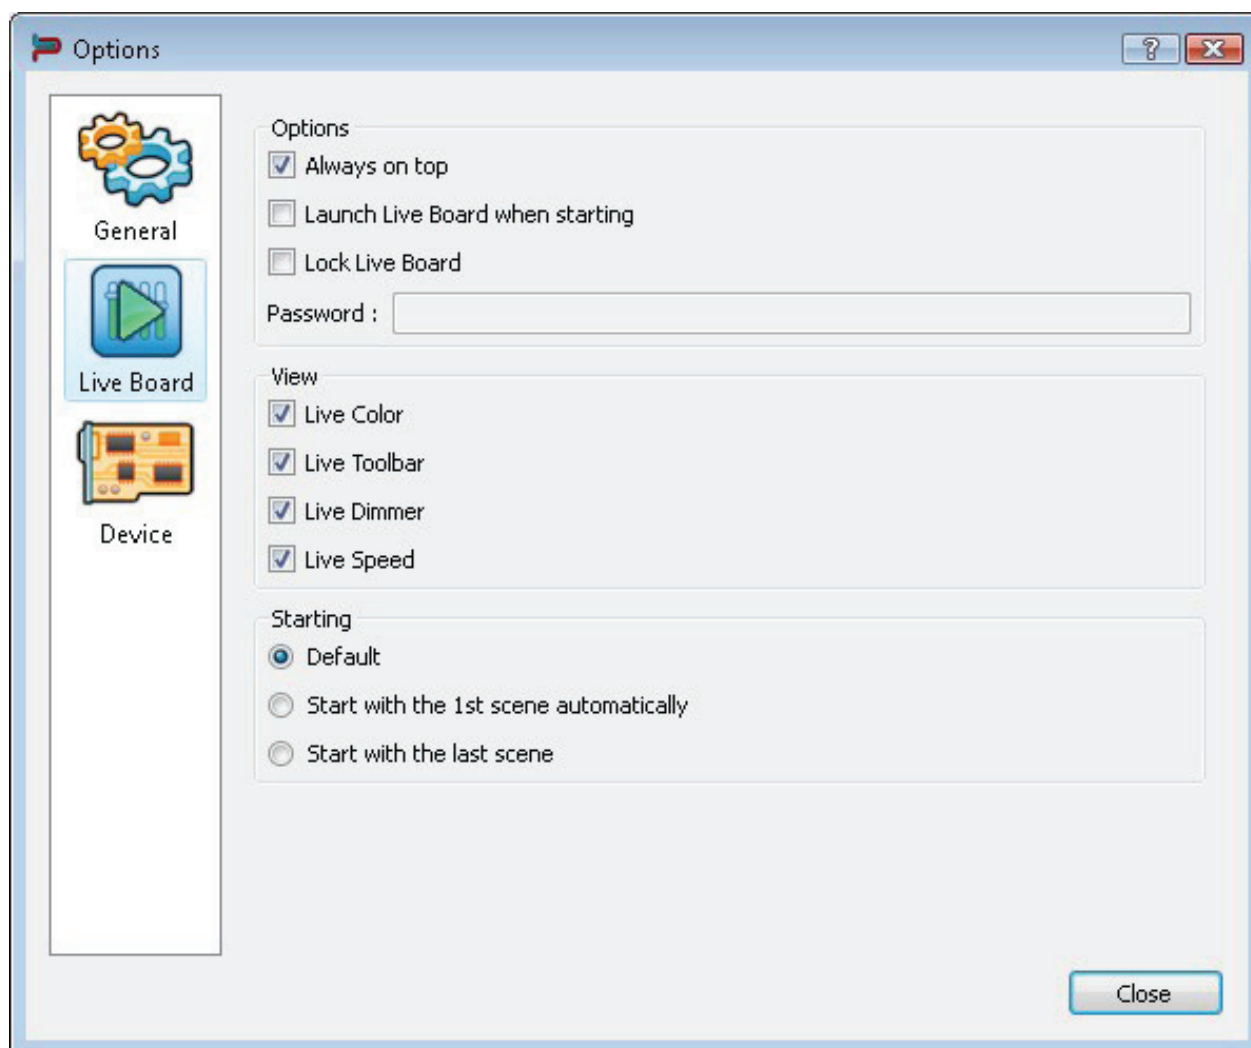 Options
General
Live Board
Device
Options
Always on top
Launch Live Board when starting
Lock Live Board
Password :
View
Live Color
Live Toolbar
Live Dimmer
Live Speed
Starting
Default
Start with the 1st scene automatically
Start with the last scene
Close